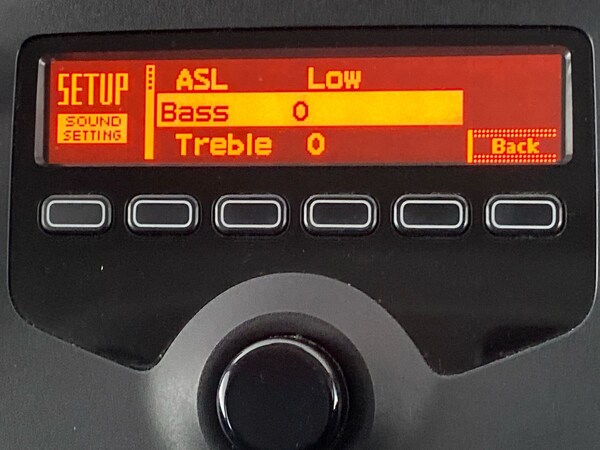 SETUP
SOUND
SETTING
ASL Low
Bass 0
Treble 0
Back